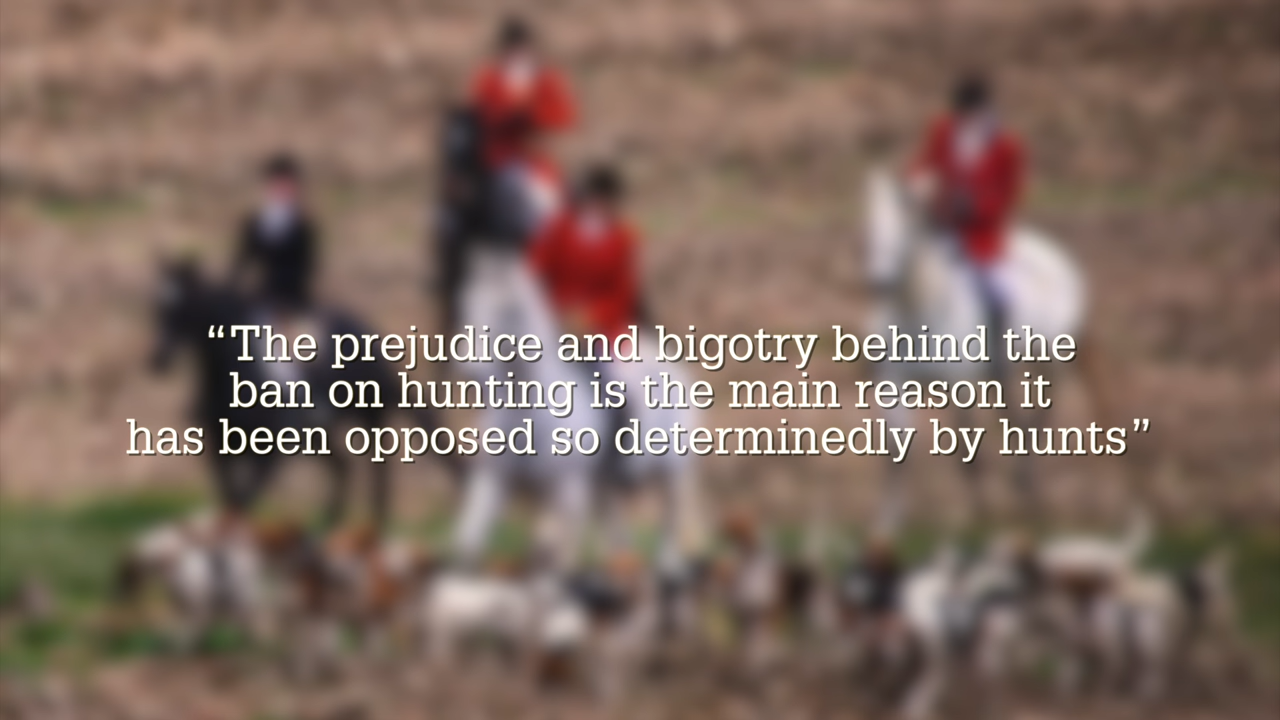 “The prejudice and bigotry behind the
ban on hunting is the main reason it
has been opposed so determinedly by hunts”